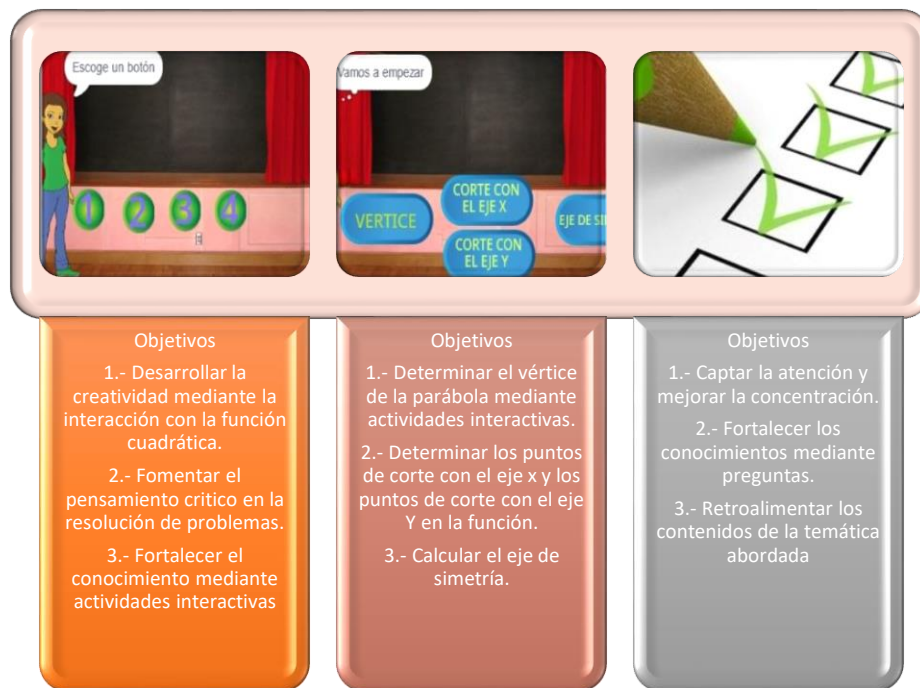 Escoge un botón
1 2 3 4
Vamos a empezar
VERTICE
CORTE CON
EL EJE X
CORTE CON
EL EJE Y
EJE DE SI
Objetivos
1.- Desarrollar la
creatividad mediante la
interacción con la función
cuadrática.
2.- Fomentar el
pensamiento critico en la
resolución de problemas.
3.- Fortalecer el
conocimiento mediante
actividades interactivas
Objetivos
1.- Determinar el vértice
de la parábola mediante
actividades interactivas.
2.- Determinar los puntos
de corte con el eje x y los
puntos de corte con el eje
Y en la función.
3.- Calcular el eje de
simetría.
Objetivos
1.- Captar la atención y
mejorar la concentración.
2.- Fortalecer los
conocimientos mediante
preguntas.
3.- Retroalimentar los
contenidos de la temática
abordada